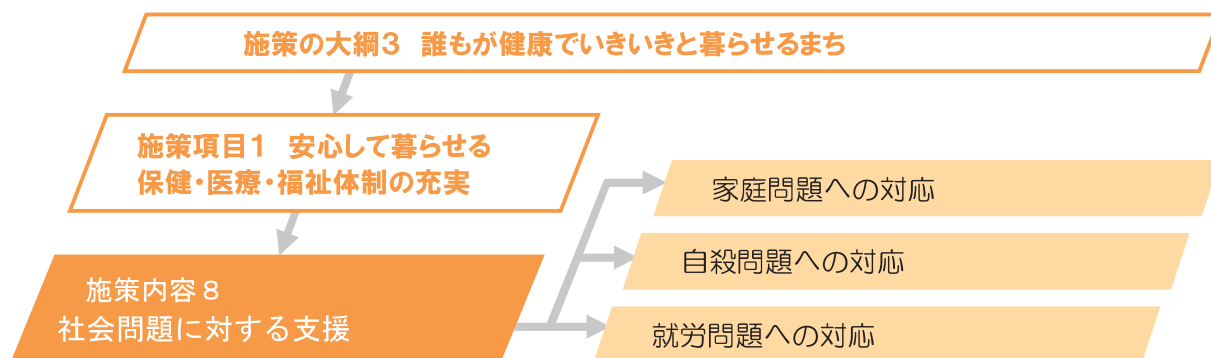 施策の大綱3 誰もが健康でいきいきと暮らせるまち
施策項目1 安心して暮らせる
保健・医療・福祉体制の充実
施策内容8
社会問題に対する支援
家庭問題への対応
自殺問題への対応
就労問題への対応